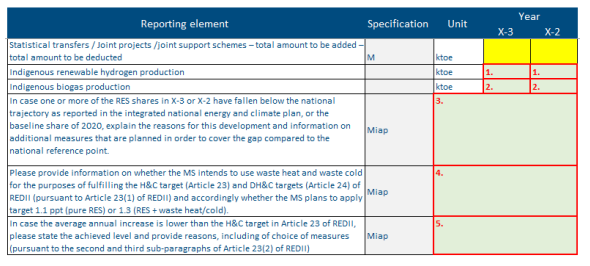 Reporting element Specification Unit Year
X-3 X-2
Statistical transfers / Joint projects /joint support schemes – total amount to be added –
total amount to be deducted M ktoe
Indigenous renewable hydrogen production ktoe 1. 1.
Indigenous biogas production ktoe 2. 2.
In case one or more of the RES shares in X-3 or X-2 have fallen below the national
trajectory as reported in the integrated national energy and climate plan, or the
baseline share of 2020, explain the reasons for this development and information on
additional measures that are planned in order to cover the gap compared to the
national reference point.
Miap
3.
Please provide information on whether the MS intends to use waste heat and waste cold
for the purposes of fulfilling the H&C target (Article 23) and DH&C targets (Article 24) of
REDII (pursuant to Article 23(1) of REDII) and accordingly whether the MS plans to apply
target 1.1 ppt (pure RES) or 1.3 (RES + waste heat/cold).
Miap
4.
In case the average annual increase is lower than the H&C target in Article 23 of REDII,
please state the achieved level and provide reasons, including of choice of measures
(pursuant to the second and third sub-paragraphs of Article 23(2) of REDII)
Miap
5.